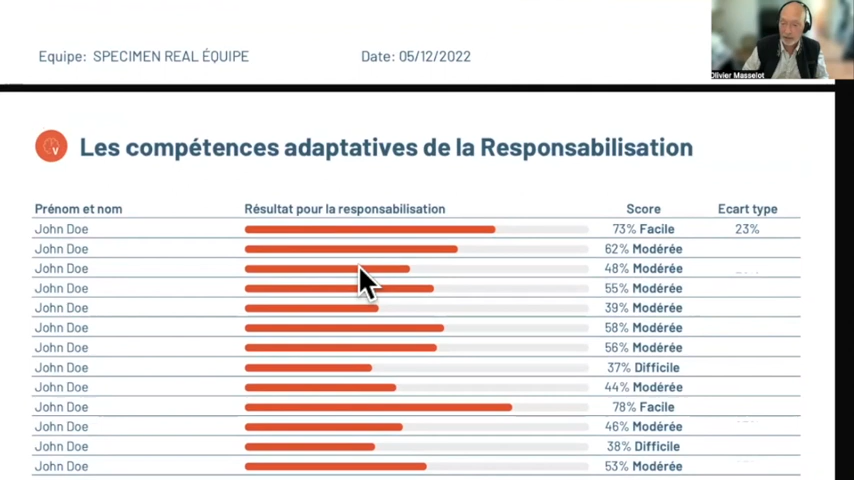 Equipe: SPECIMEN REAL ÉQUIPE Date: 05/12/2022
Olivier Masselot
V Les compétences adaptatives de la Responsabilisation
Prénom et nom Résultat pour la responsabilisation Score Ecart type
John Doe 73% Facile 23%
John Doe 62% Modérée
John Doe 48% Modérée
John Doe 55% Modérée
John Doe 39% Modérée
John Doe 58% Modérée
John Doe 56% Modérée
John Doe 37% Difficile
John Doe 44% Modérée
John Doe 78% Facile
John Doe 46% Modérée
John Doe 38% Difficile
John Doe 53% Modérée